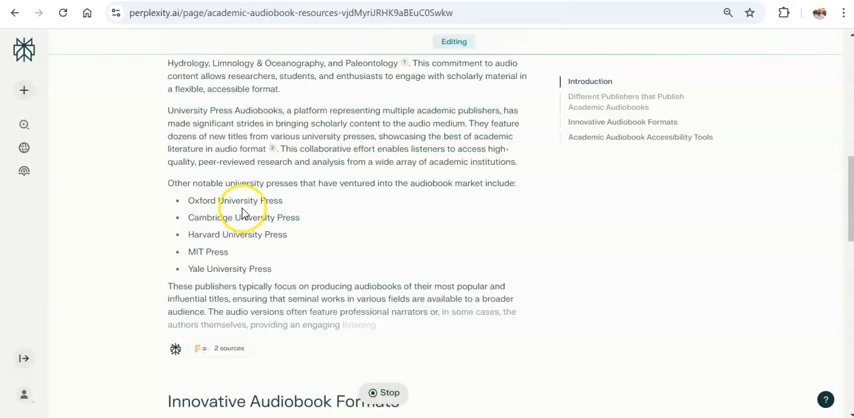 perplexity.ai/page/academic-audiobook-resources-vjdMyriJRHK9aBEuC0Swkw
Editing
Hydrology, Limnology & Oceanography, and Paleontology 1. This commitment to audio
content allows researchers, students, and enthusiasts to engage with scholarly material in
a flexible, accessible format.
University Press Audiobooks, a platform representing multiple academic publishers, has
made significant strides in bringing scholarly content to the audio medium. They feature
dozens of new titles from various university presses, showcasing the best of academic
literature in audio format 2. This collaborative effort enables listeners to access high-
quality, peer-reviewed research and analysis from a wide array of academic institutions.
Other notable university presses that have ventured into the audiobook market include:
• Oxford University Press
• Cambridge University Press
• Harvard University Press
• MIT Press
• Yale University Press
These publishers typically focus on producing audiobooks of their most popular and
influential titles, ensuring that seminal works in various fields are available to a broader
audience. The audio versions often feature professional narrators or, in some cases, the
authors themselves, providing an engaging listening
2 sources
Innovative Audiobook Formats
Stop
Introduction
Different Publishers that Publish
Academic Audiobooks
Innovative Audiobook Formats
Academic Audiobook Accessibility Tools
?